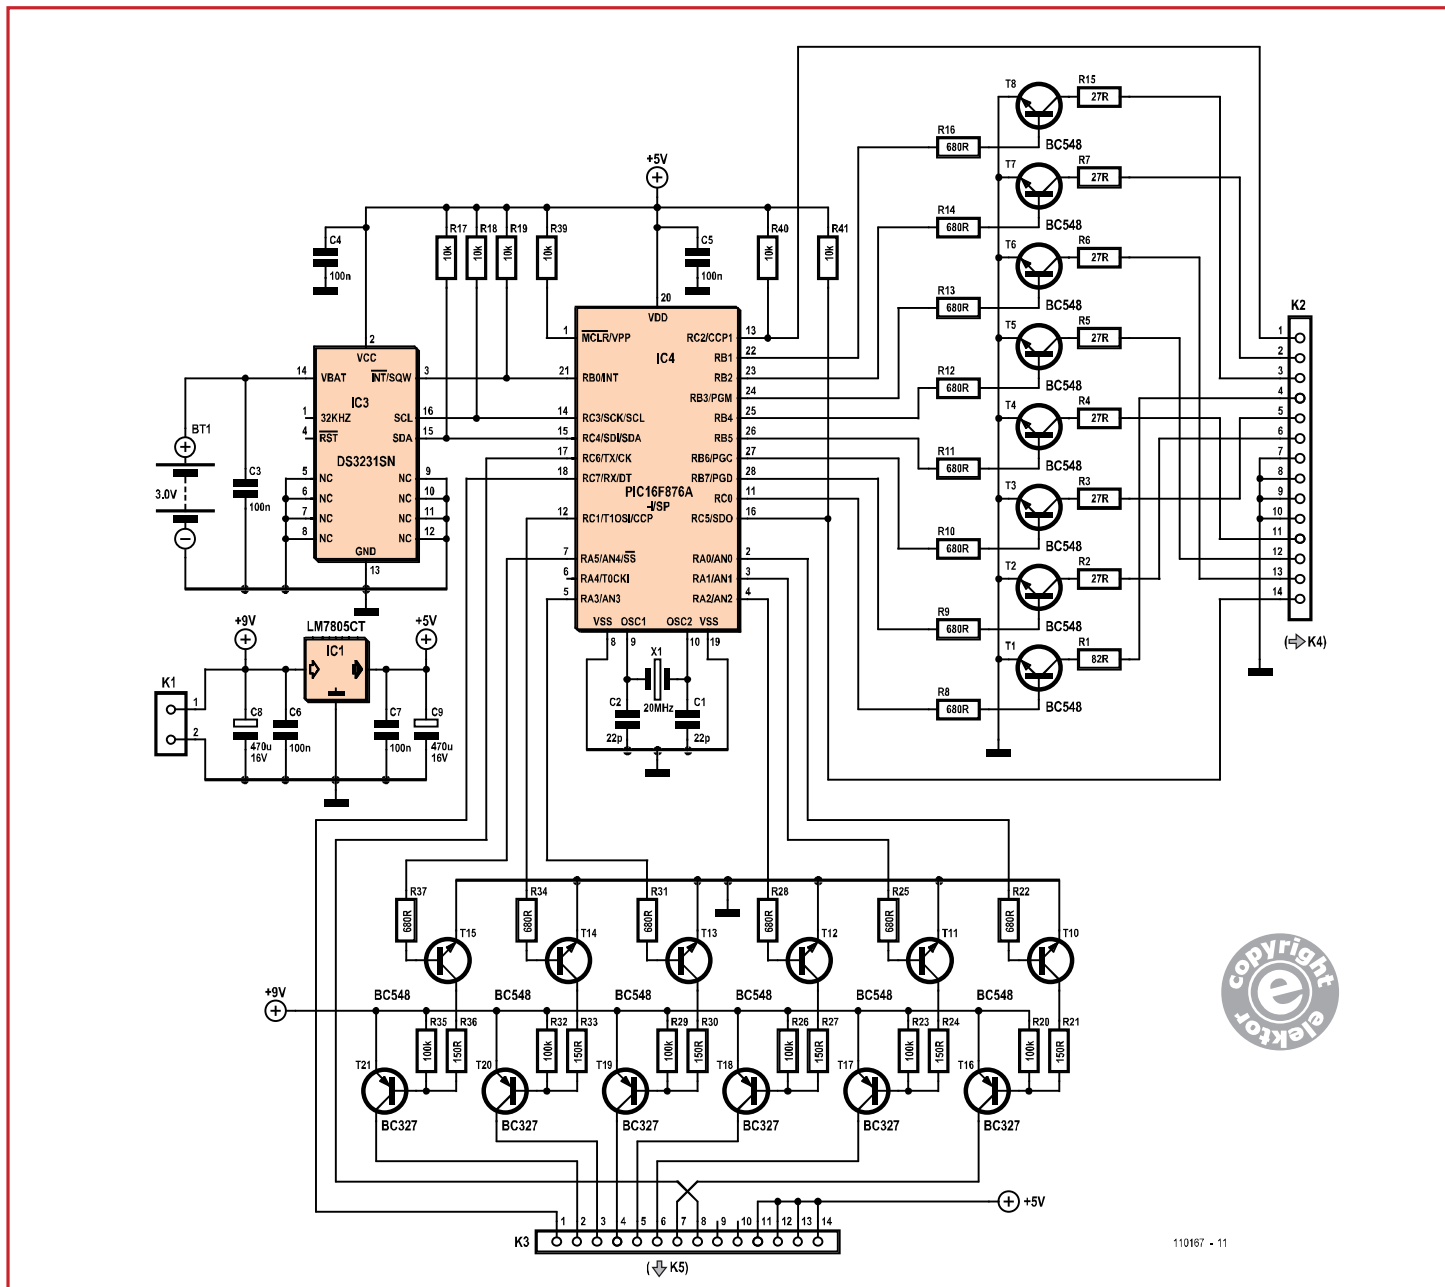 T8
R15
27R
R16
680R
BC548
T7
R7
27R
R14
680R
BC548
T6
R6
27R
R13
680R
BC548
T5
R5
27R
R12
680R
BC548
T4
R4
27R
R11
680R
BC548
T3
R3
27R
R10
680R
BC548
T2
R2
27R
R9
680R
BC548
T1
R1
82R
R8
680R
BC548
K2
1
2
3
4
5
6
7
8
9
10
11
12
13
14
( K4)
+5V
C4
100n
R17
10k
R18
10k
R19
10k
R39
10k
C5
100n
R40
10k
R41
10k
2
VCC
14
VBAT
INT/SQW
3
IC3
1
32KHZ
SCL
16
4
RST
SDA
15
DS3231SN
5
NC
NC
9
6
NC
NC
10
7
NC
NC
11
8
NC
NC
12
GND
13
BT1
3.0V
C3
100n
20
VDD
1
MCLR/VPP
RC2/CCP1
13
IC4
RB1
22
21
RB0/INT
RB2
23
RB3/PGM
24
14
RC3/SCK/SCL
RB4
25
15
RC4/SDI/SDA
RB5
26
17
RC6/TX/CK
RB6/PGC
27
18
RC7/RX/DT
RB7/PGD
28
PIC16F876A
-I/SP
RC0
11
12
RC1/T1OSI/CCP
RC5/SDO
16
7
RA5/AN4/SS
RA0/AN0
2
6
RA4/T0CKI
RA1/AN1
3
5
RA3/AN3
RA2/AN2
4
VSS
OSC1
OSC2
VSS
8
9
10
19
X1
20MHz
C2
22p
C1
22p
+9V
LM7805CT
+5V
IC1
K1
1
2
C8
470u
16V
C6
100n
C7
100n
C9
470u
16V
R37
680R
R34
680R
R31
680R
R28
680R
R25
680R
R22
680R
T15
T14
T13
T12
T11
T10
+9V
BC548
BC548
BC548
BC548
BC548
BC548
R35
100k
R36
150R
R32
100k
R33
150R
R29
100k
R30
150R
R26
100k
R27
150R
R23
100k
R24
150R
R20
100k
R21
150R
T21
T20
T19
T18
T17
T16
BC327
BC327
BC327
BC327
BC327
BC327
+5V
K3
1
2
3
4
5
6
7
8
9
10
11
12
13
14
( K5)
copyright
e
elektor
110167 - 11